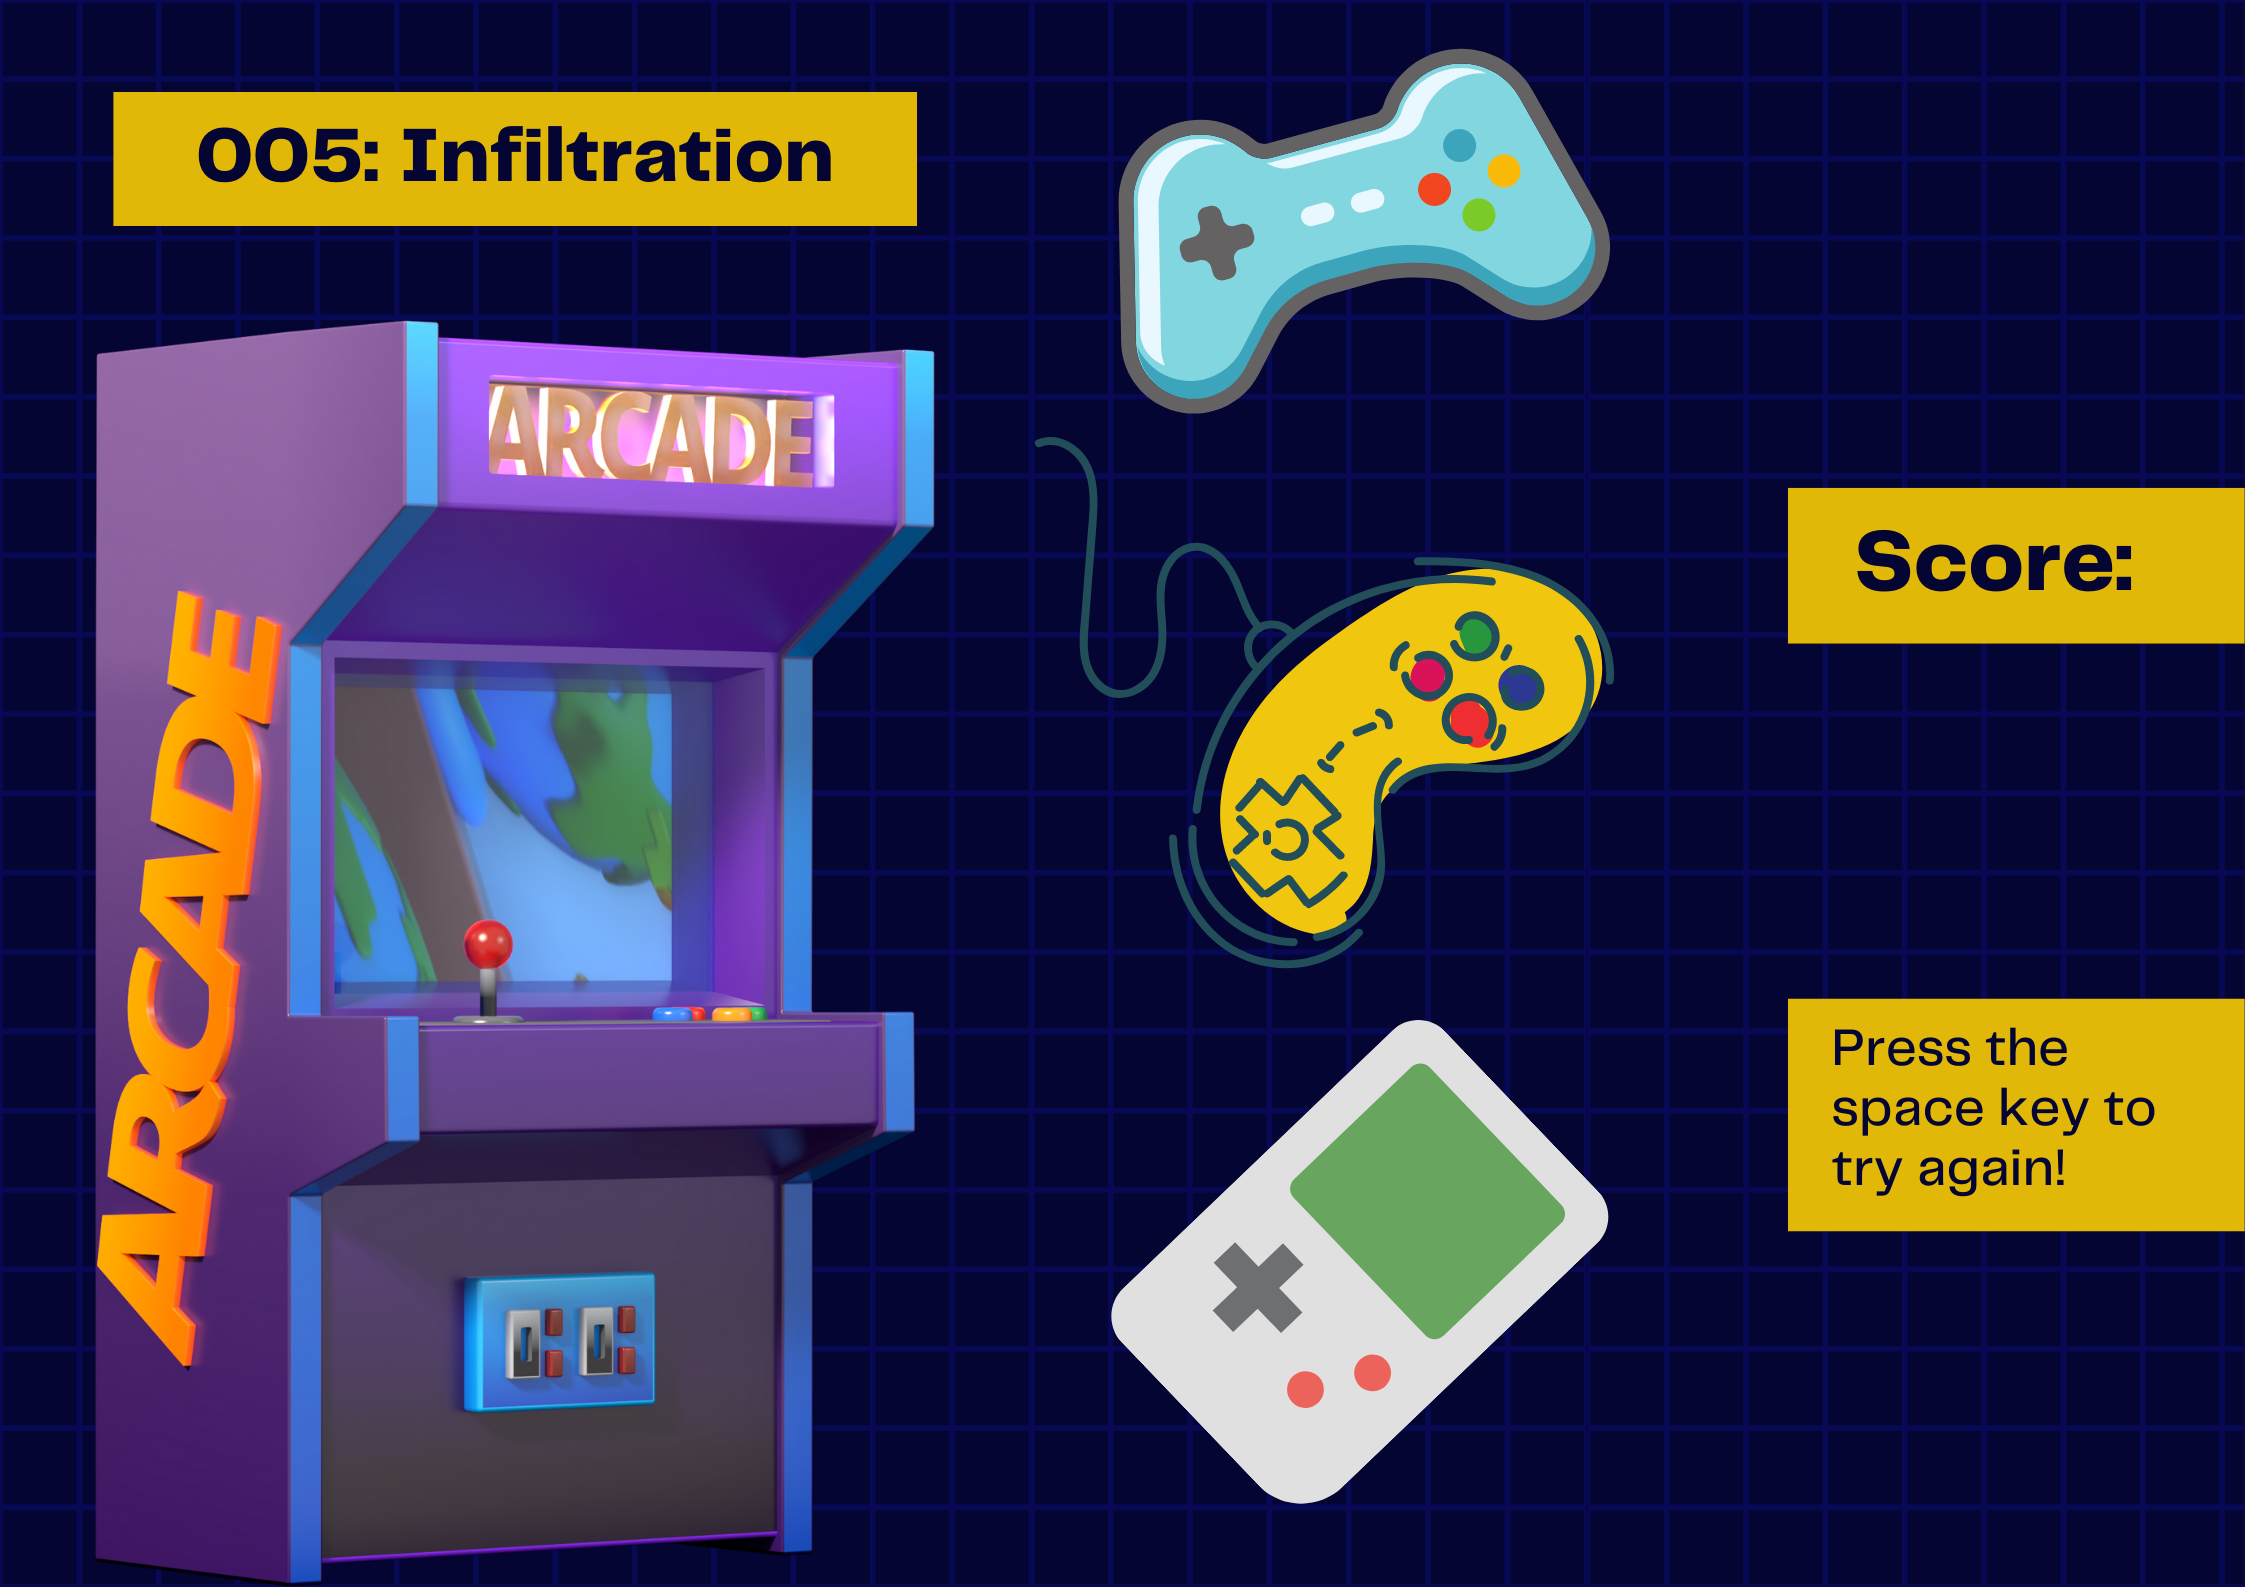 005: Infiltration
ARCADE
ARCADE
Score:
Press the
space key to
try again!